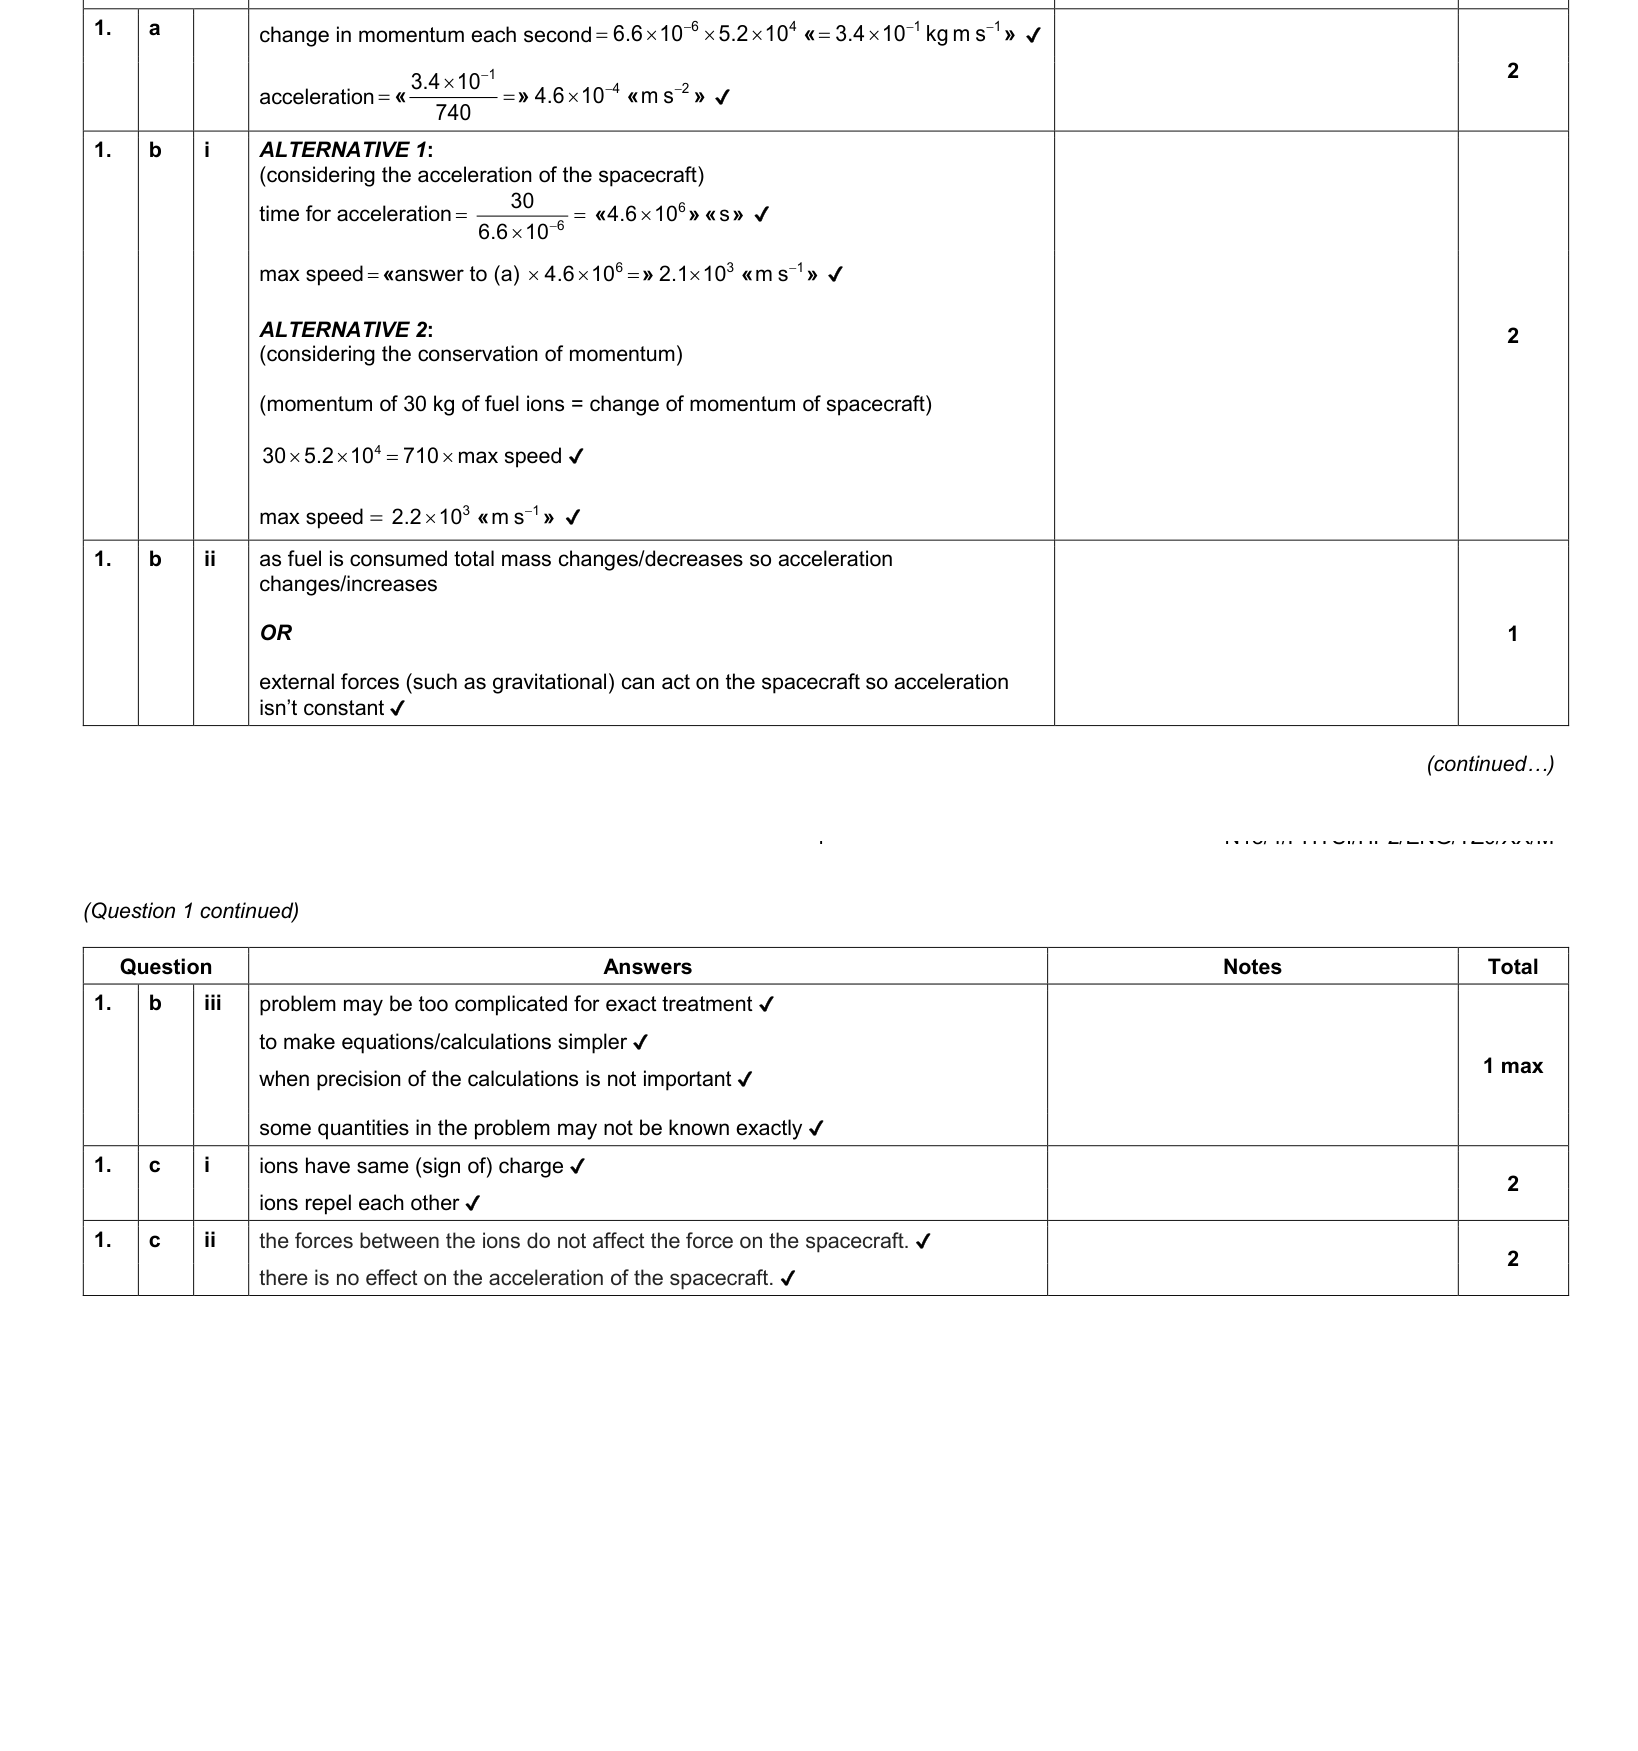 1. a change in momentum each second = 6.6×10⁻⁶ ×5.2×10⁴ «= 3.4×10⁻¹ kg m s⁻¹» ✓
acceleration = « 3.4×10⁻¹ / 740 =» 4.6×10⁻⁴ «m s⁻²» ✓
2
1. b i ALTERNATIVE 1:
(considering the acceleration of the spacecraft)
time for acceleration = 30 / 6.6×10⁻⁶ = «4.6×10⁶» «s» ✓
max speed = «answer to (a) × 4.6×10⁶ =» 2.1×10³ «m s⁻¹» ✓
ALTERNATIVE 2:
(considering the conservation of momentum)
2
(momentum of 30 kg of fuel ions = change of momentum of spacecraft)
30×5.2×10⁴ = 710× max speed ✓
max speed = 2.2×10³ «m s⁻¹» ✓
1. b ii as fuel is consumed total mass changes/decreases so acceleration
changes/increases
OR
1
external forces (such as gravitational) can act on the spacecraft so acceleration
isn't constant ✓
(continued…)
(Question 1 continued)
Question Answers Notes Total
1. b iii problem may be too complicated for exact treatment ✓
to make equations/calculations simpler ✓
1 max
when precision of the calculations is not important ✓
some quantities in the problem may not be known exactly ✓
1. c i ions have same (sign of) charge ✓
2
ions repel each other ✓
1. c ii the forces between the ions do not affect the force on the spacecraft. ✓
2
there is no effect on the acceleration of the spacecraft. ✓